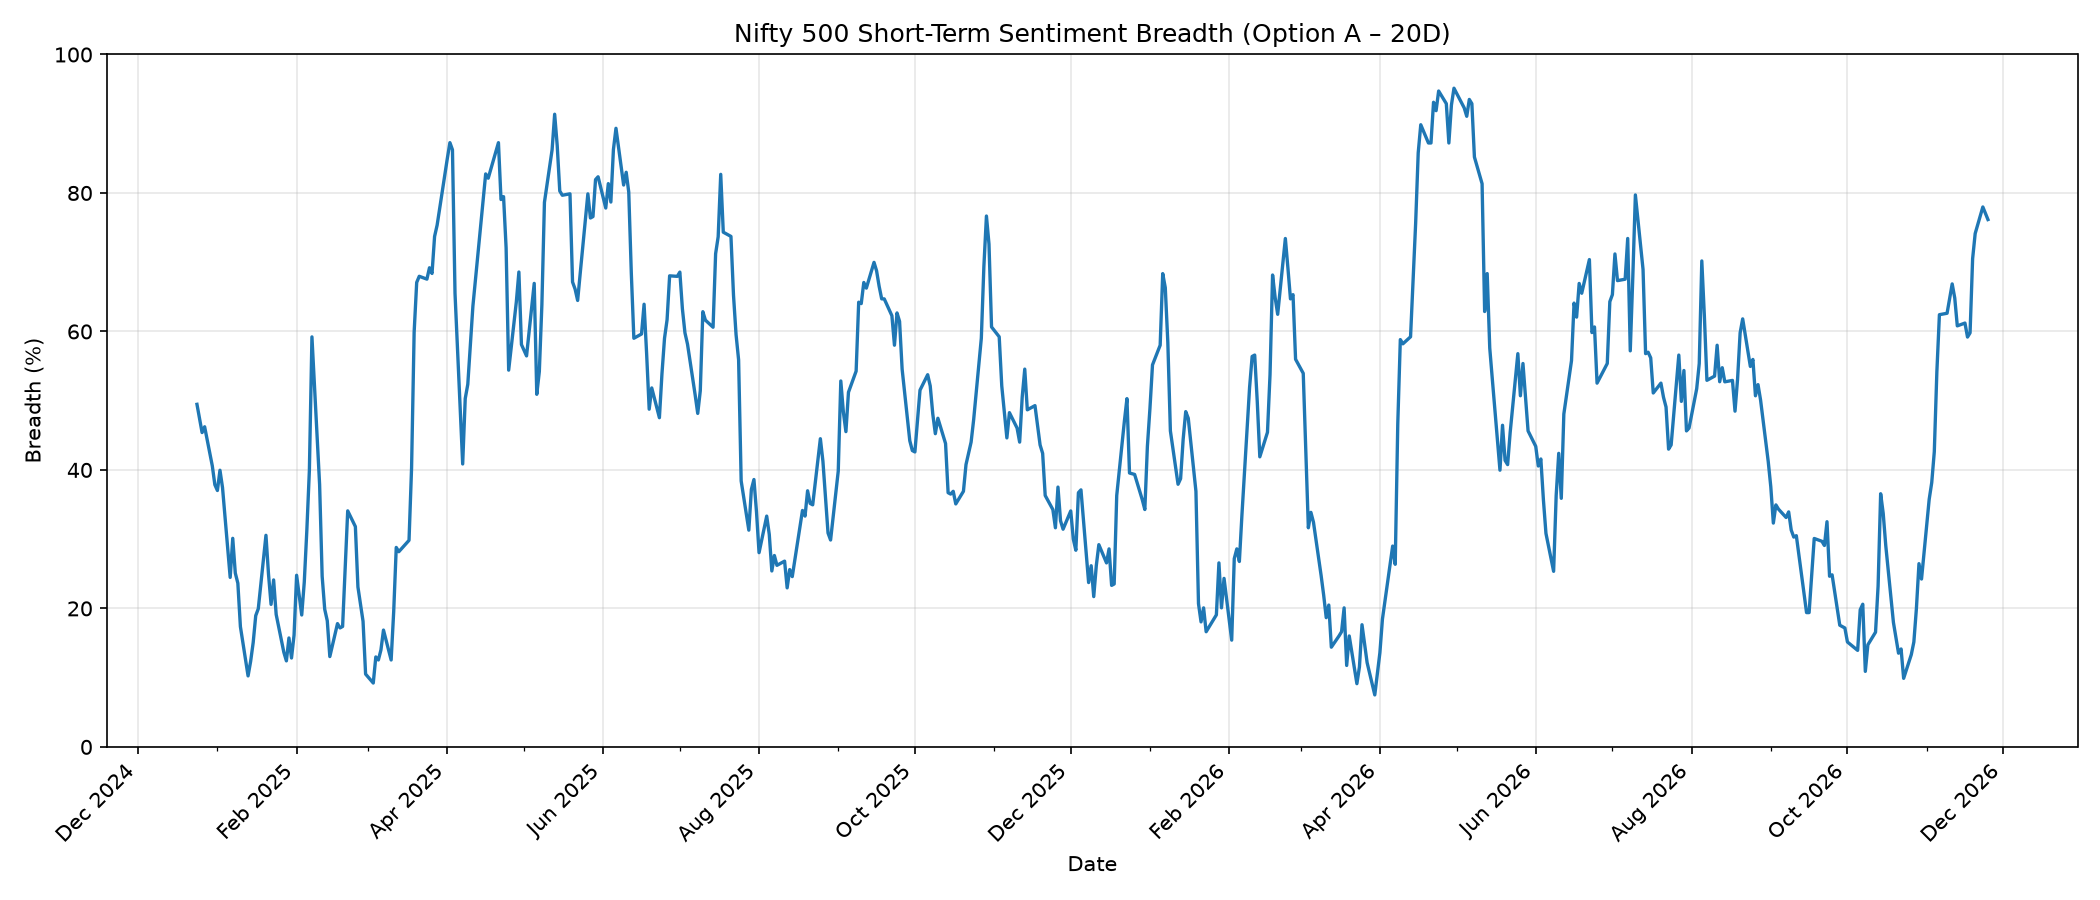 Nifty 500 Short-Term Sentiment Breadth (Option A – 20D)
Breadth (%)
100
80
60
40
20
0
Dec 2024
Feb 2025
Apr 2025
Jun 2025
Aug 2025
Oct 2025
Dec 2025
Feb 2026
Apr 2026
Jun 2026
Aug 2026
Oct 2026
Dec 2026
Date